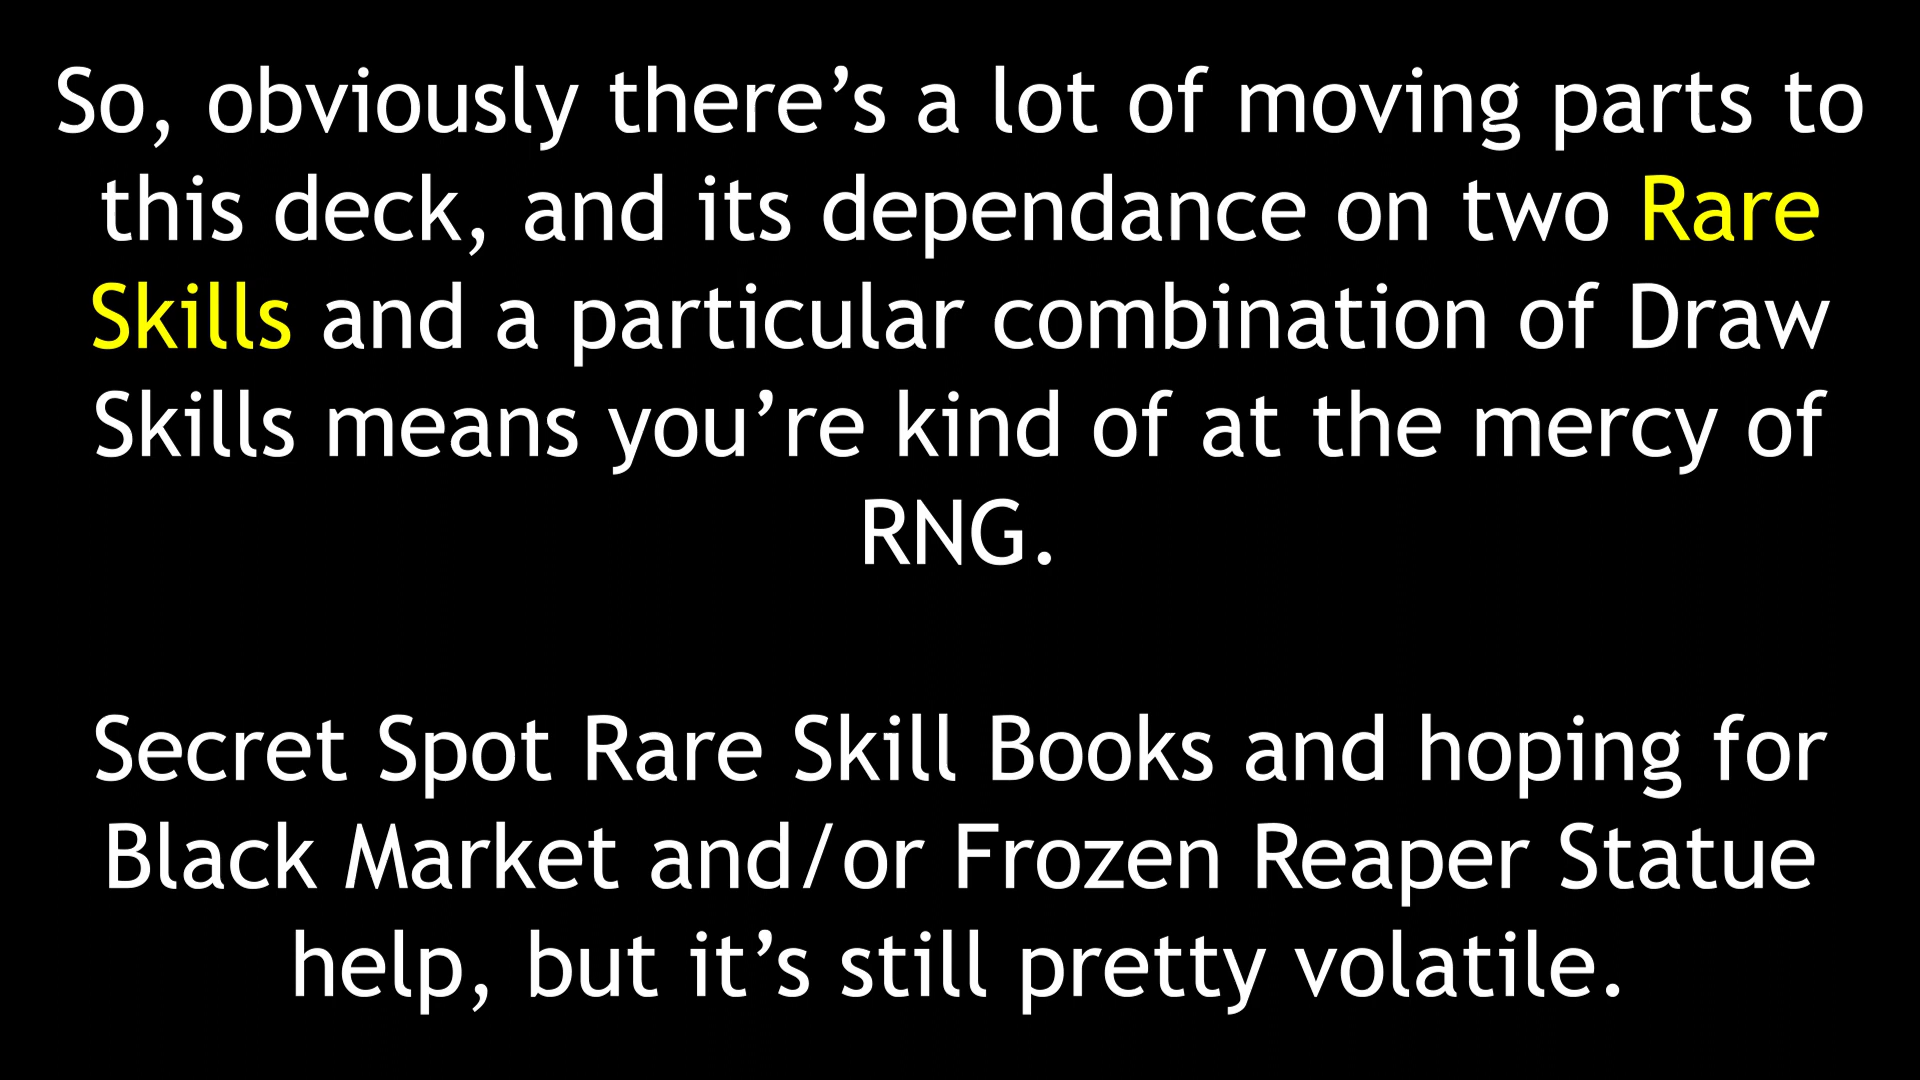 So, obviously there’s a lot of moving parts to
this deck, and its dependance on two Rare
Skills and a particular combination of Draw
Skills means you’re kind of at the mercy of
RNG.
Secret Spot Rare Skill Books and hoping for
Black Market and/or Frozen Reaper Statue
help, but it’s still pretty volatile.